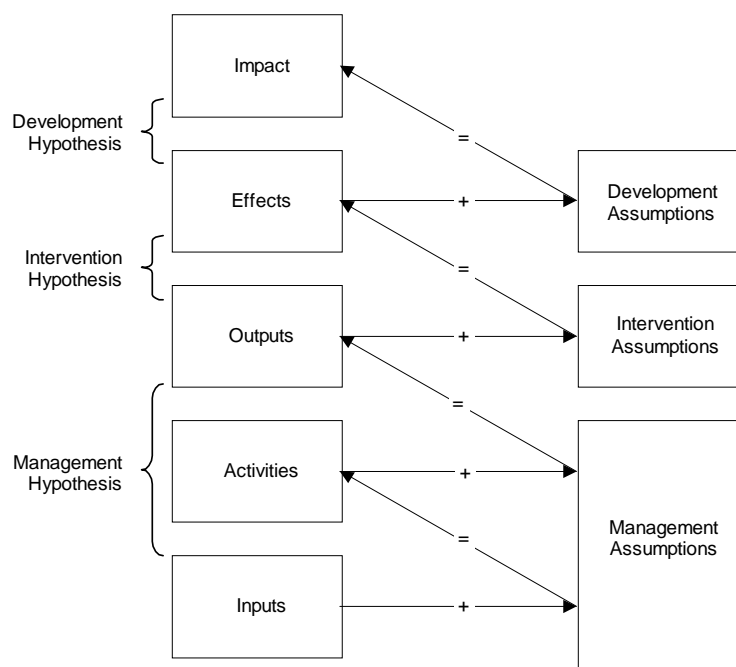 Impact
Development
Hypothesis
=
Effects
+
Development
Assumptions
Intervention
Hypothesis
=
Outputs
+
Intervention
Assumptions
=
Management
Hypothesis
Activities
+
=
Management
Assumptions
Inputs
+